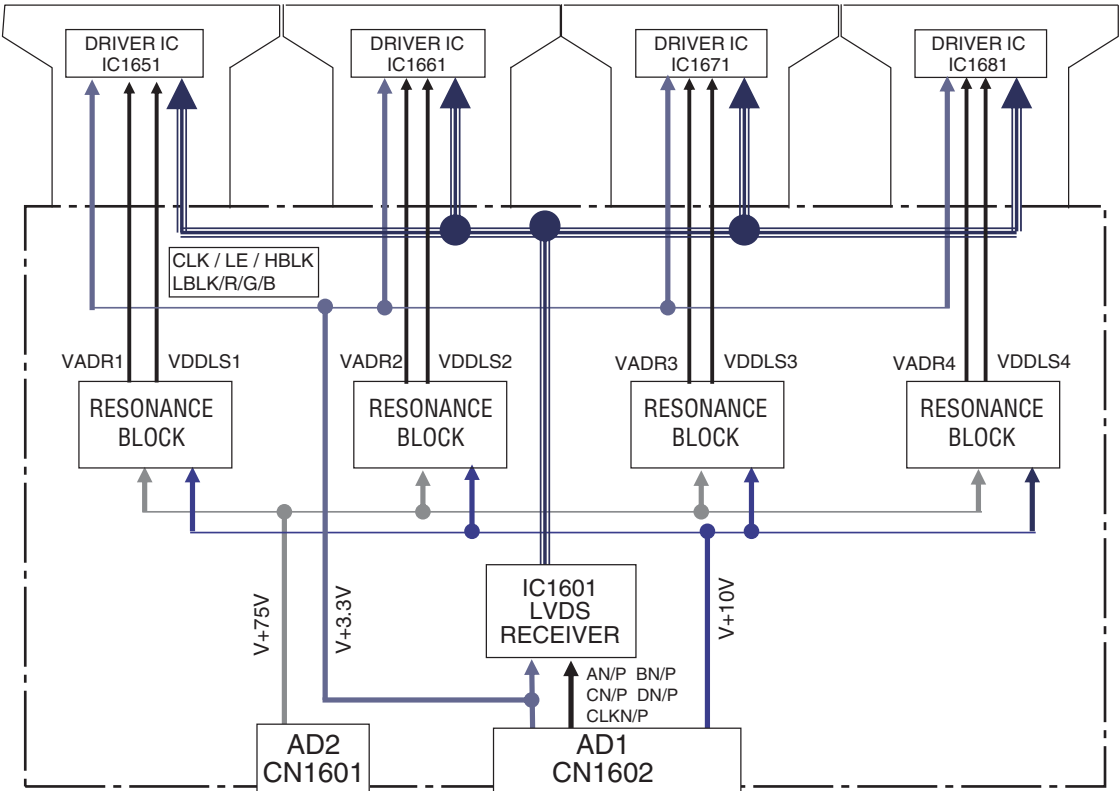 DRIVER IC
IC1651
DRIVER IC
IC1661
DRIVER IC
IC1671
DRIVER IC
IC1681
CLK / LE / HBLK
LBLK/R/G/B
VADR1
VDDLS1
VADR2
VDDLS2
VADR3
VDDLS3
VADR4
VDDLS4
RESONANCE
BLOCK
RESONANCE
BLOCK
RESONANCE
BLOCK
RESONANCE
BLOCK
V+75V
V+3.3V
IC1601
LVDS
RECEIVER
V+10V
AN/P BN/P
CN/P DN/P
CLKN/P
AD2
CN1601
AD1
CN1602